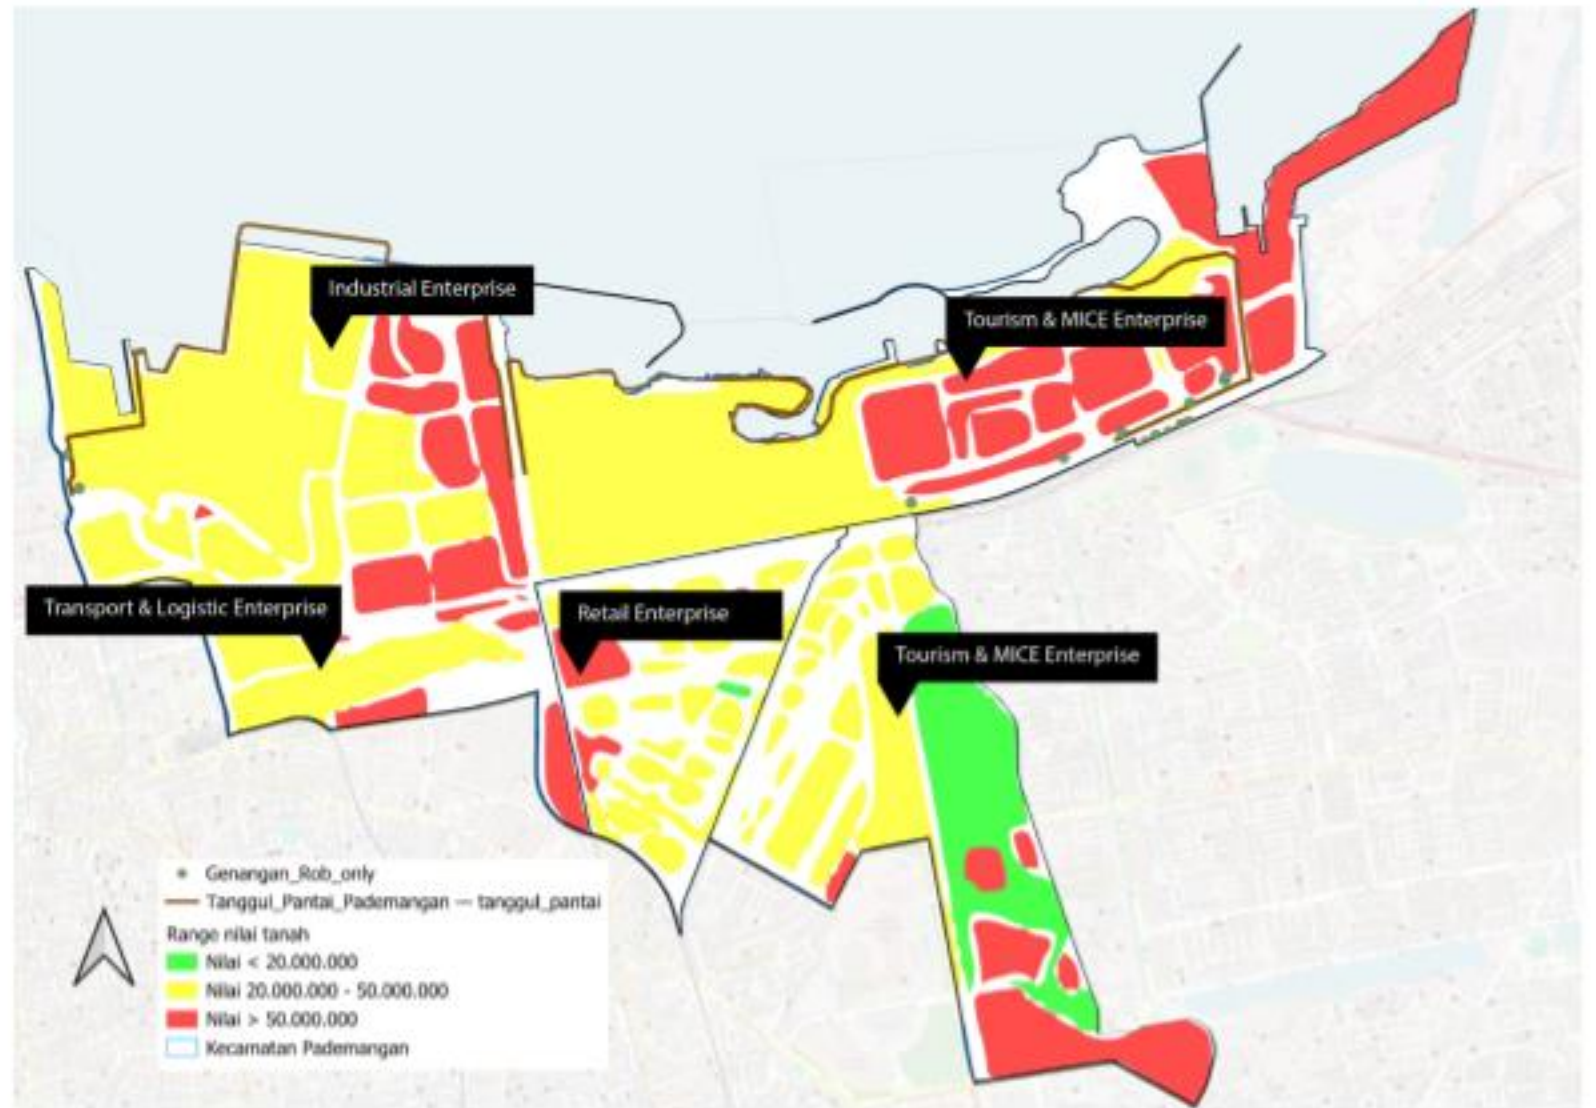 Industrial Enterprise
Tourism & MICE Enterprise
Transport & Logistic Enterprise
Retail Enterprise
Tourism & MICE Enterprise
Genangan_Rob_only
Tanggul_Pantai_Pademangan — tanggul_pantai
Range nilai tanah
Nilai < 20.000.000
Nilai 20.000.000 - 50.000.000
Nilai > 50.000.000
Kecamatan Pademangan